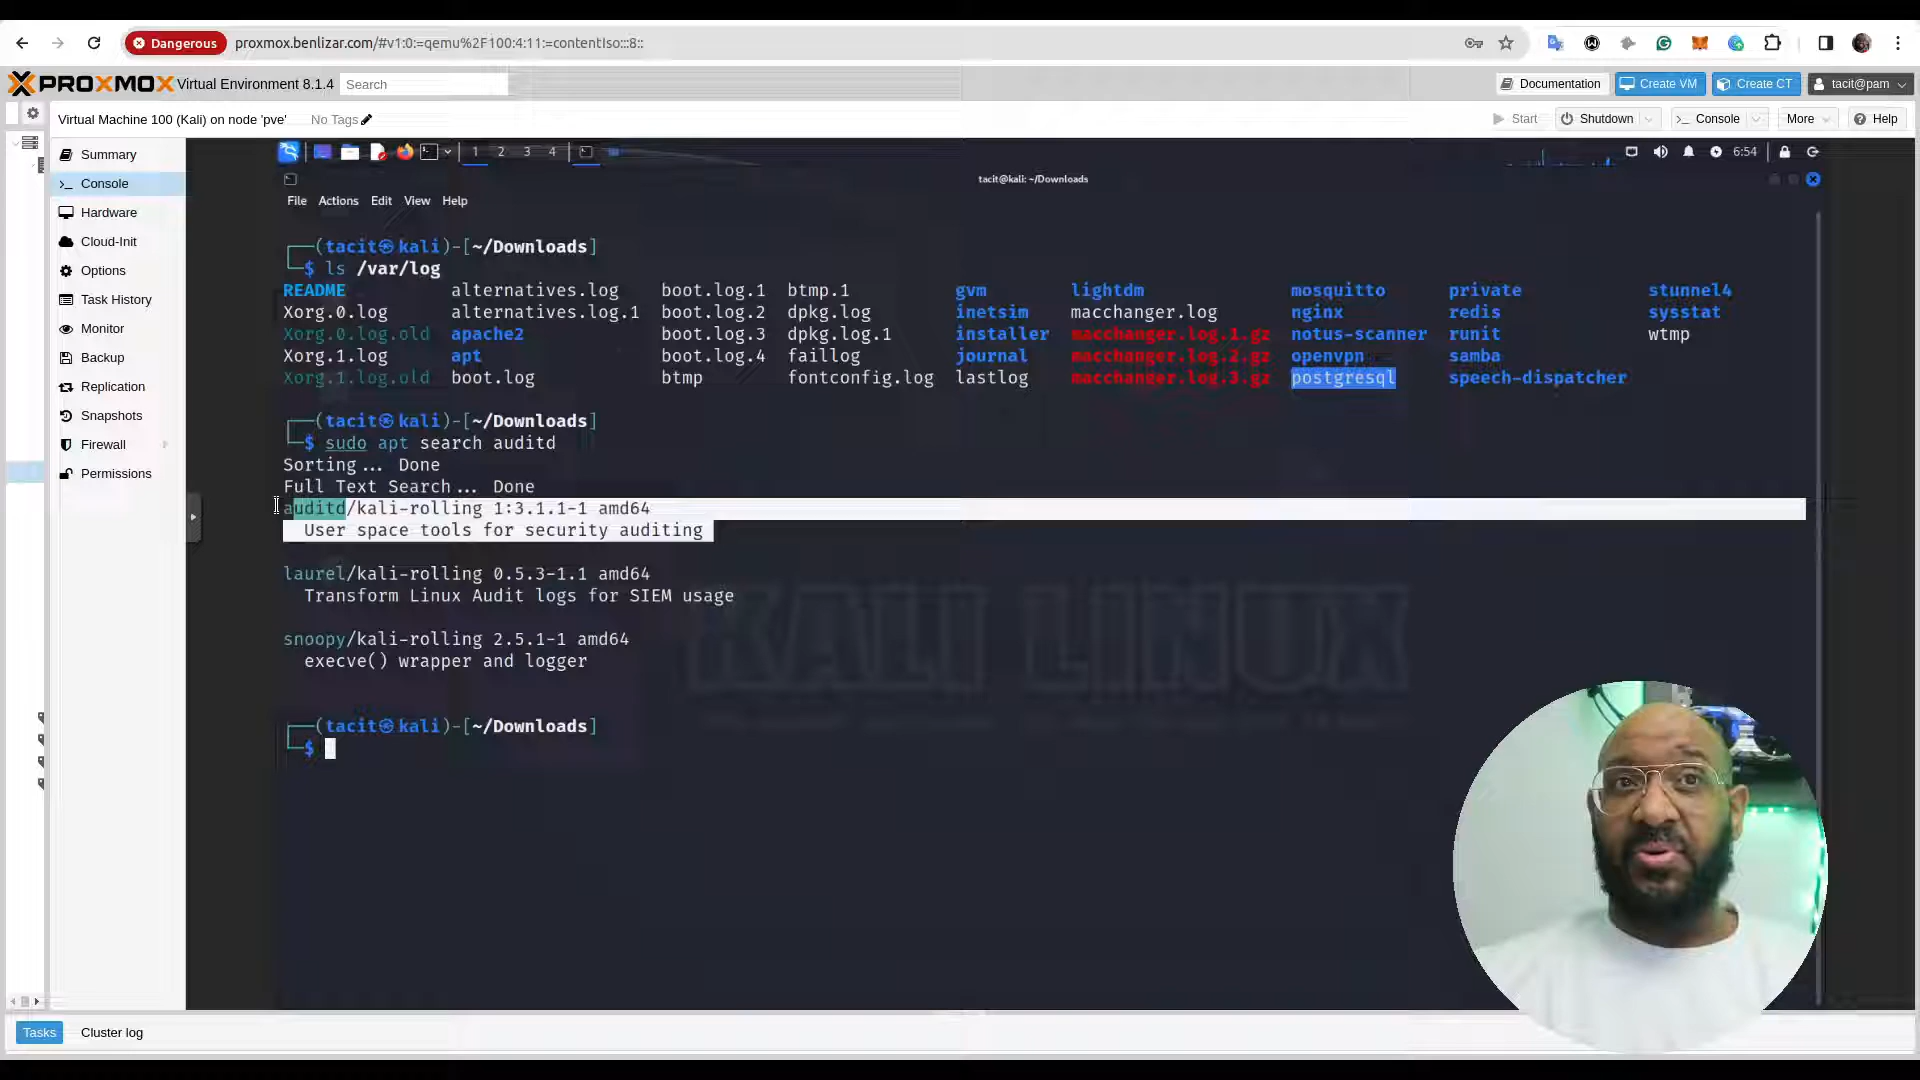 Dangerous proxmox.benlizar.com/#v1:0:=qemu%2F100:4:11:=contentIso:::8::
PROXMOX Virtual Environment 8.1.4 Search Documentation Create VM Create CT tacit@pam
Virtual Machine 100 (Kali) on node 'pve' No Tags Start Shutdown >_ Console More Help
Summary
Console
Hardware
Cloud-Init
Options
Task History
Monitor
Backup
Replication
Snapshots
Firewall
Permissions
1 2 3 4 6:54
tacit@kali: ~/Downloads
File Actions Edit View Help
┌──(tacit㉿kali)-[~/Downloads]
└─$ ls /var/log
README alternatives.log boot.log.1 btmp.1 gvm lightdm mosquitto private stunnel4
Xorg.0.log alternatives.log.1 boot.log.2 dpkg.log inetsim macchanger.log nginx redis sysstat
Xorg.0.log.old apache2 boot.log.3 dpkg.log.1 installer macchanger.log.1.gz notus-scanner runit wtmp
Xorg.1.log apt boot.log.4 faillog journal macchanger.log.2.gz openvpn samba
Xorg.1.log.old boot.log btmp fontconfig.log lastlog macchanger.log.3.gz postgresql speech-dispatcher
┌──(tacit㉿kali)-[~/Downloads]
└─$ sudo apt search auditd
Sorting... Done
Full Text Search... Done
auditd/kali-rolling 1:3.1.1-1 amd64
User space tools for security auditing
laurel/kali-rolling 0.5.3-1.1 amd64
Transform Linux Audit logs for SIEM usage
snoopy/kali-rolling 2.5.1-1 amd64
execve() wrapper and logger
KALI LINUX
┌──(tacit㉿kali)-[~/Downloads]
└─$
Tasks Cluster log